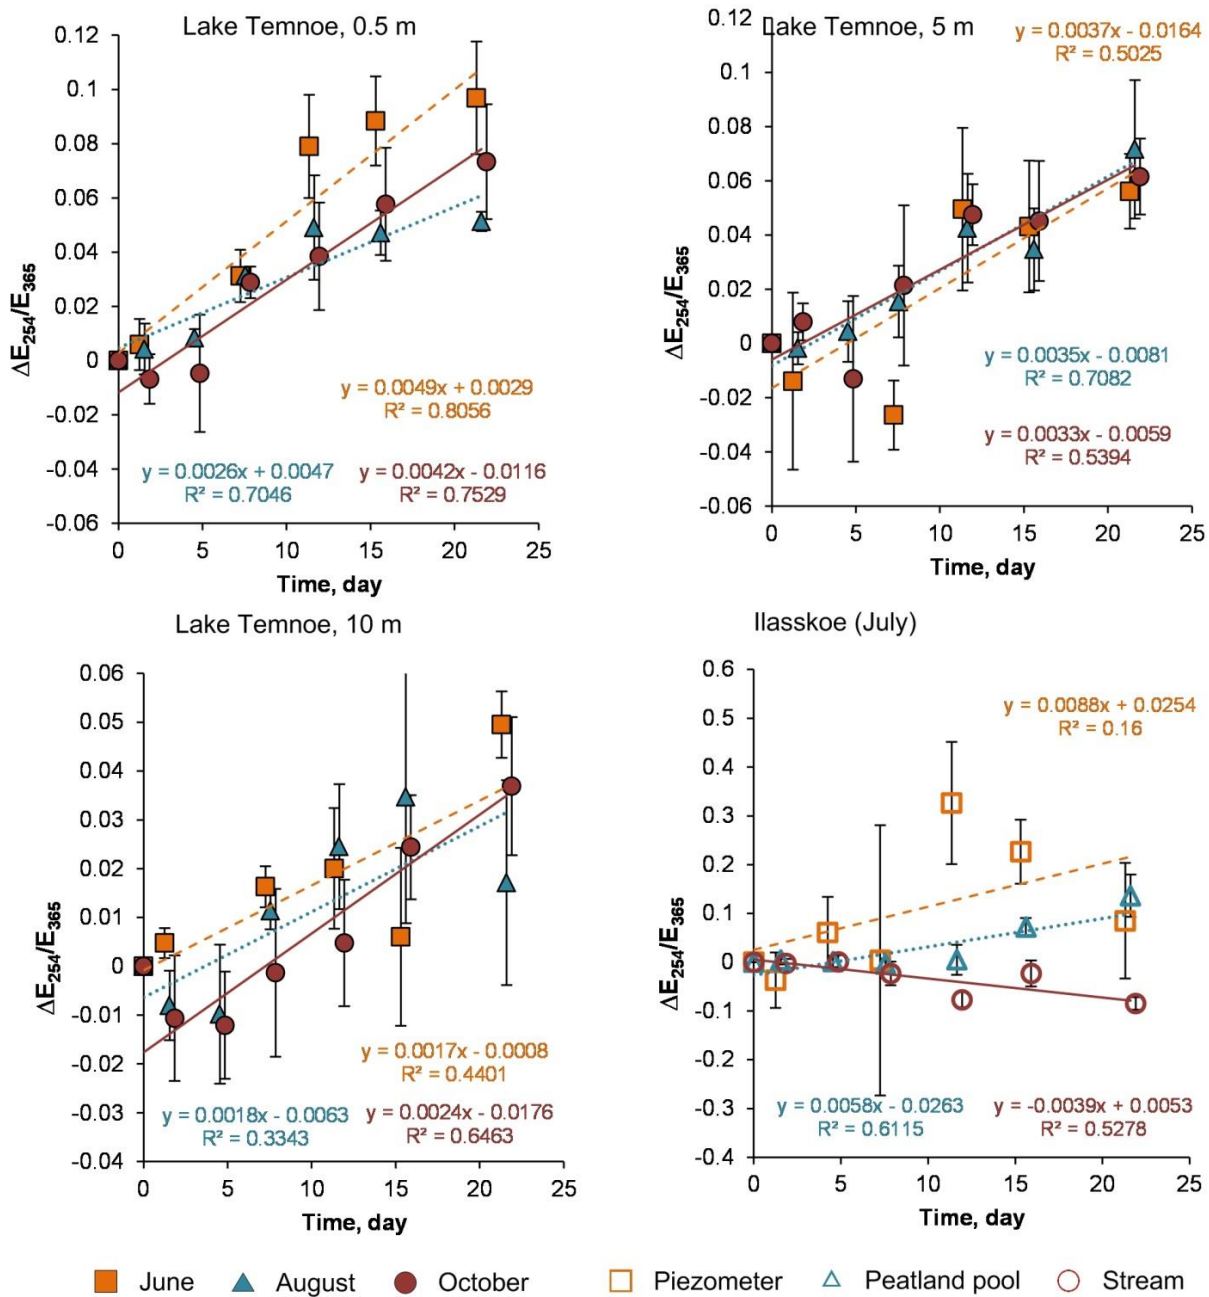 Lake Temnoe, 0.5 m
0.12
0.1
0.08
0.06
0.04
0.02
0
-0.02
-0.04
-0.06
ΔE254/E365
y = 0.0049x + 0.0029
R² = 0.8056
y = 0.0026x + 0.0047
R² = 0.7046
y = 0.0042x - 0.0116
R² = 0.7529
0 5 10 15 20 25
Time, day
Lake Temnoe, 5 m
0.12
0.1
0.08
0.06
0.04
0.02
0
-0.02
-0.04
-0.06
ΔE254/E365
y = 0.0037x - 0.0164
R² = 0.5025
y = 0.0035x - 0.0081
R² = 0.7082
y = 0.0033x - 0.0059
R² = 0.5394
0 5 10 15 20 25
Time, day
Lake Temnoe, 10 m
0.06
0.05
0.04
0.03
0.02
0.01
0
-0.01
-0.02
-0.03
-0.04
ΔE254/E365
y = 0.0017x - 0.0008
R² = 0.4401
y = 0.0018x - 0.0063
R² = 0.3343
y = 0.0024x - 0.0176
R² = 0.6463
0 5 10 15 20 25
Time, day
Ilasskoe (July)
0.6
0.5
0.4
0.3
0.2
0.1
0
-0.1
-0.2
-0.3
-0.4
ΔE254/E365
y = 0.0088x + 0.0254
R² = 0.16
y = 0.0058x - 0.0263
R² = 0.6115
y = -0.0039x + 0.0053
R² = 0.5278
0 5 10 15 20 25
Time, day
June August October Piezometer Peatland pool Stream